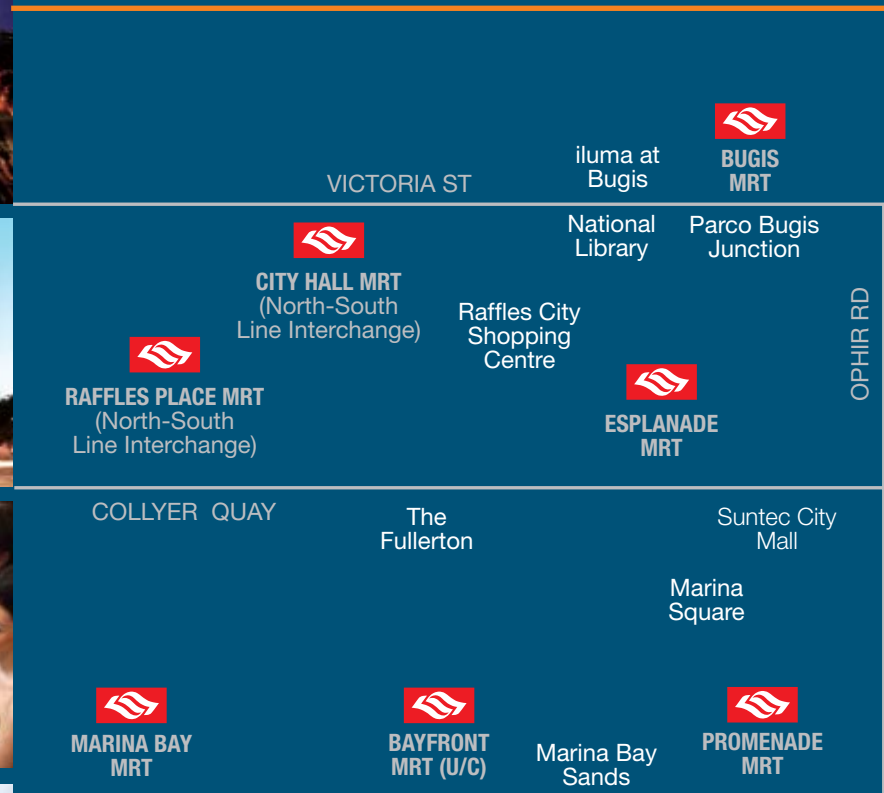 iluma at
Bugis
BUGIS
MRT
VICTORIA ST
National
Library
Parco Bugis
Junction
CITY HALL MRT
(North-South
Line Interchange)
Raffles City
Shopping
Centre
OPHIR RD
RAFFLES PLACE MRT
(North-South
Line Interchange)
ESPLANADE
MRT
COLLYER QUAY
The
Fullerton
Suntec City
Mall
Marina
Square
MARINA BAY
MRT
BAYFRONT
MRT (U/C)
Marina Bay
Sands
PROMENADE
MRT